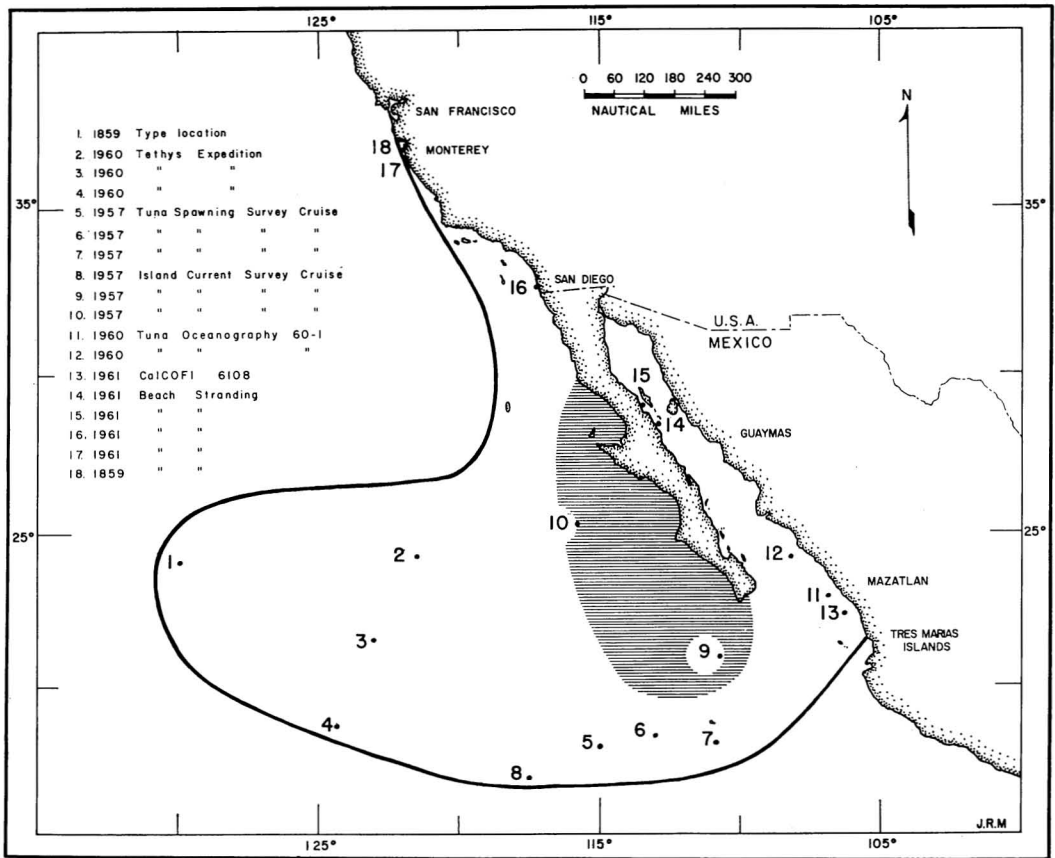 125°
115°
105°
0 60 120 180 240 300
NAUTICAL MILES
N
SAN FRANCISCO
MONTEREY
18
17
1. 1859 Type location
2. 1960 Tethys Expedition
3. 1960 " "
4. 1960 " "
5. 1957 Tuna Spawning Survey Cruise
6. 1957 " " " "
7. 1957 " " " "
8. 1957 Island Current Survey Cruise
9. 1957 " " " "
10. 1957 " " " "
11. 1960 Tuna Oceanography 60-1
12. 1960 " " "
13. 1961 CalCOFI 6108
14. 1961 Beach Stranding
15. 1961 " "
16. 1961 " "
17. 1961 " "
18. 1859 " "
35°
35°
16
SAN DIEGO
U.S.A.
MEXICO
15
14
GUAYMAS
25°
25°
10
12
1
2
11
13
MAZATLAN
TRES MARIAS
ISLANDS
3
9
4
5
6
7
8
J.R.M
125°
115°
105°